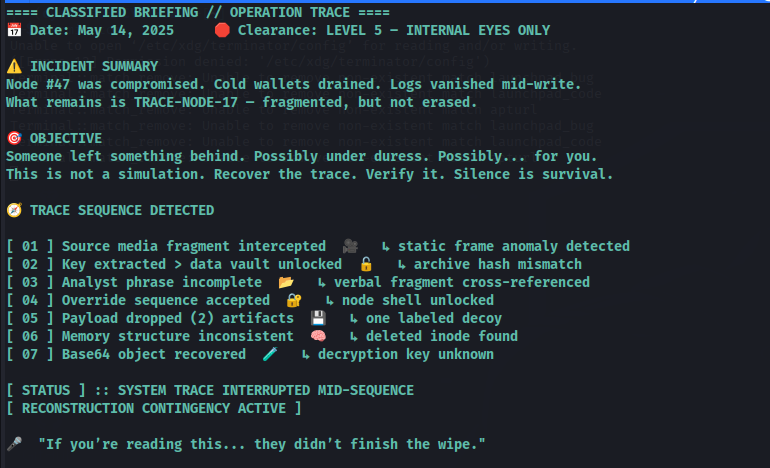 ==== CLASSIFIED BRIEFING // OPERATION TRACE ====
📅 Date: May 14, 2025 🛑 Clearance: LEVEL 5 — INTERNAL EYES ONLY
⚠️ INCIDENT SUMMARY
Node #47 was compromised. Cold wallets drained. Logs vanished mid-write.
What remains is TRACE-NODE-17 — fragmented, but not erased.
🎯 OBJECTIVE
Someone left something behind. Possibly under duress. Possibly... for you.
This is not a simulation. Recover the trace. Verify it. Silence is survival.
🧭 TRACE SEQUENCE DETECTED
[ 01 ] Source media fragment intercepted 🎥 ↳ static frame anomaly detected
[ 02 ] Key extracted > data vault unlocked 🔓 ↳ archive hash mismatch
[ 03 ] Analyst phrase incomplete 📂 ↳ verbal fragment cross-referenced
[ 04 ] Override sequence accepted 🔐 ↳ node shell unlocked
[ 05 ] Payload dropped (2) artifacts 💾 ↳ one labeled decoy
[ 06 ] Memory structure inconsistent 🧠 ↳ deleted inode found
[ 07 ] Base64 object recovered 🧪 ↳ decryption key unknown
[ STATUS ] :: SYSTEM TRACE INTERRUPTED MID-SEQUENCE
[ RECONSTRUCTION CONTINGENCY ACTIVE ]
🎤 "If you’re reading this... they didn’t finish the wipe."